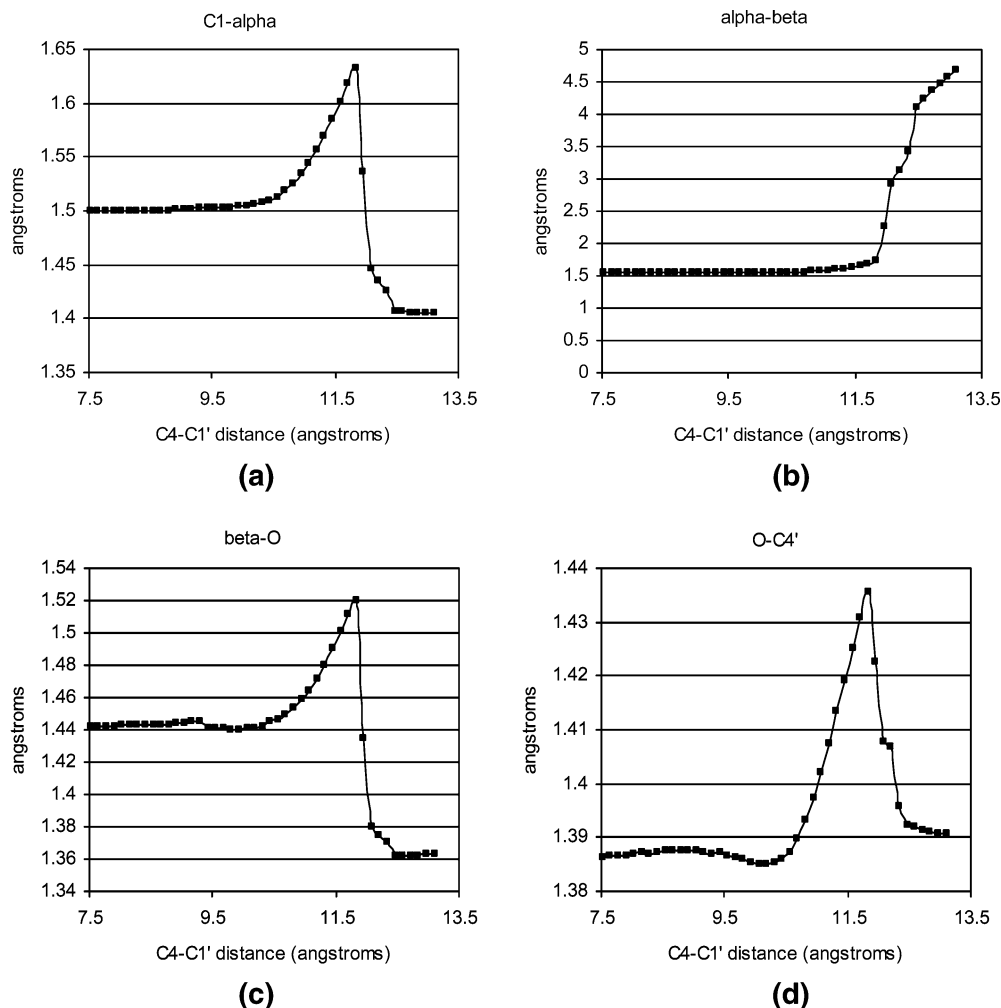 C1-alpha
1.65
1.6
1.55
1.5
1.45
1.4
1.35
angstroms
7.5 9.5 11.5 13.5
C4-C1' distance (angstroms)
(a)
alpha-beta
5
4.5
4
3.5
3
2.5
2
1.5
1
0.5
0
angstroms
7.5 9.5 11.5 13.5
C4-C1' distance (angstroms)
(b)
beta-O
1.54
1.52
1.5
1.48
1.46
1.44
1.42
1.4
1.38
1.36
1.34
angstroms
7.5 9.5 11.5 13.5
C4-C1' distance (angstroms)
(c)
O-C4'
1.44
1.43
1.42
1.41
1.4
1.39
1.38
angstroms
7.5 9.5 11.5 13.5
C4-C1' distance (angstroms)
(d)